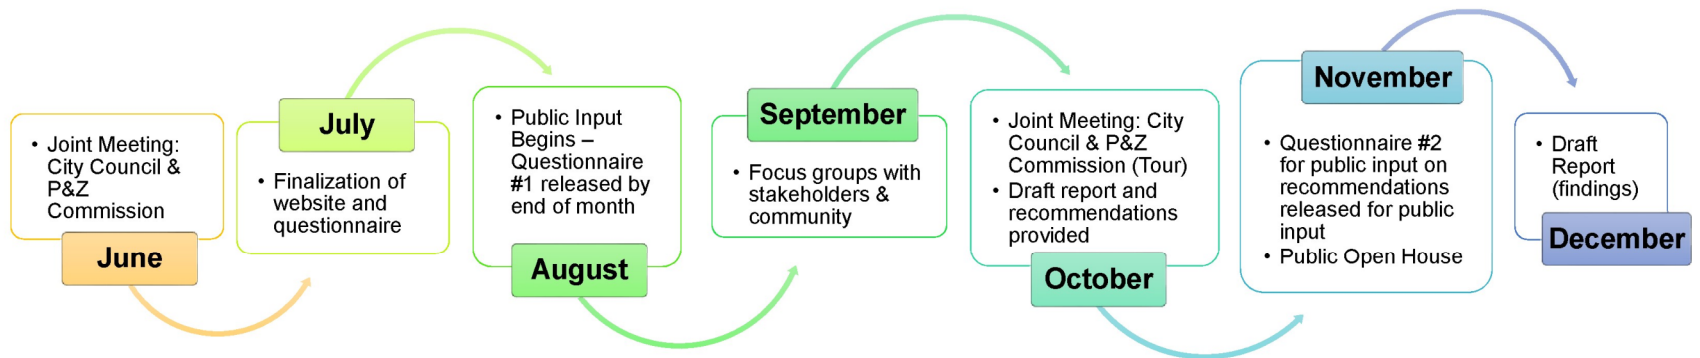 • Joint Meeting:
City Council &
P&Z
Commission
June
July
• Finalization of
website and
questionnaire
• Public Input
Begins –
Questionnaire
#1 released by
end of month
August
September
• Focus groups with
stakeholders &
community
• Joint Meeting: City
Council & P&Z
Commission (Tour)
• Draft report and
recommendations
provided
October
November
• Questionnaire #2
for public input on
recommendations
released for public
input
• Public Open House
• Draft
Report
(findings)
December